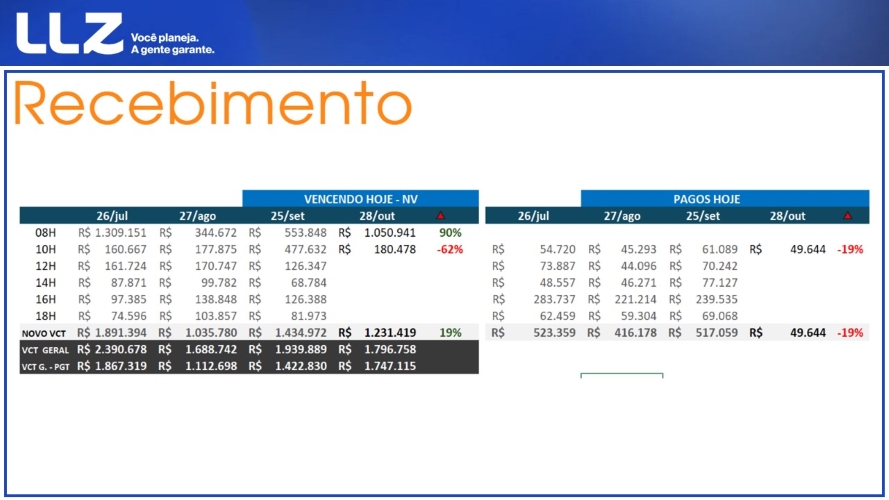 LLZ Você planeja.
A gente garante.
Recebimento
VENCENDO HOJE - NV PAGOS HOJE
26/jul 27/ago 25/set 28/out 26/jul 27/ago 25/set 28/out
08H R$ 1.309.151 R$ 344.672 R$ 553.848 R$ 1.050.941 90%
10H R$ 160.667 R$ 177.875 R$ 477.632 R$ 180.478 -62% R$ 54.720 R$ 45.293 R$ 61.089 R$ 49.644 -19%
12H R$ 161.724 R$ 170.747 R$ 126.347 R$ 73.887 R$ 44.096 R$ 70.242
14H R$ 87.871 R$ 99.782 R$ 68.784 R$ 48.557 R$ 46.271 R$ 77.127
16H R$ 97.385 R$ 138.848 R$ 126.388 R$ 283.737 R$ 221.214 R$ 239.535
18H R$ 74.596 R$ 103.857 R$ 81.973 R$ 62.459 R$ 59.304 R$ 69.068
NOVO VCT R$ 1.891.394 R$ 1.035.780 R$ 1.434.972 R$ 1.231.419 19% R$ 523.359 R$ 416.178 R$ 517.059 R$ 49.644 -19%
VCT GERAL R$ 2.390.678 R$ 1.688.742 R$ 1.939.889 R$ 1.796.758
VCT G. - PGT R$ 1.867.319 R$ 1.112.698 R$ 1.422.830 R$ 1.747.115